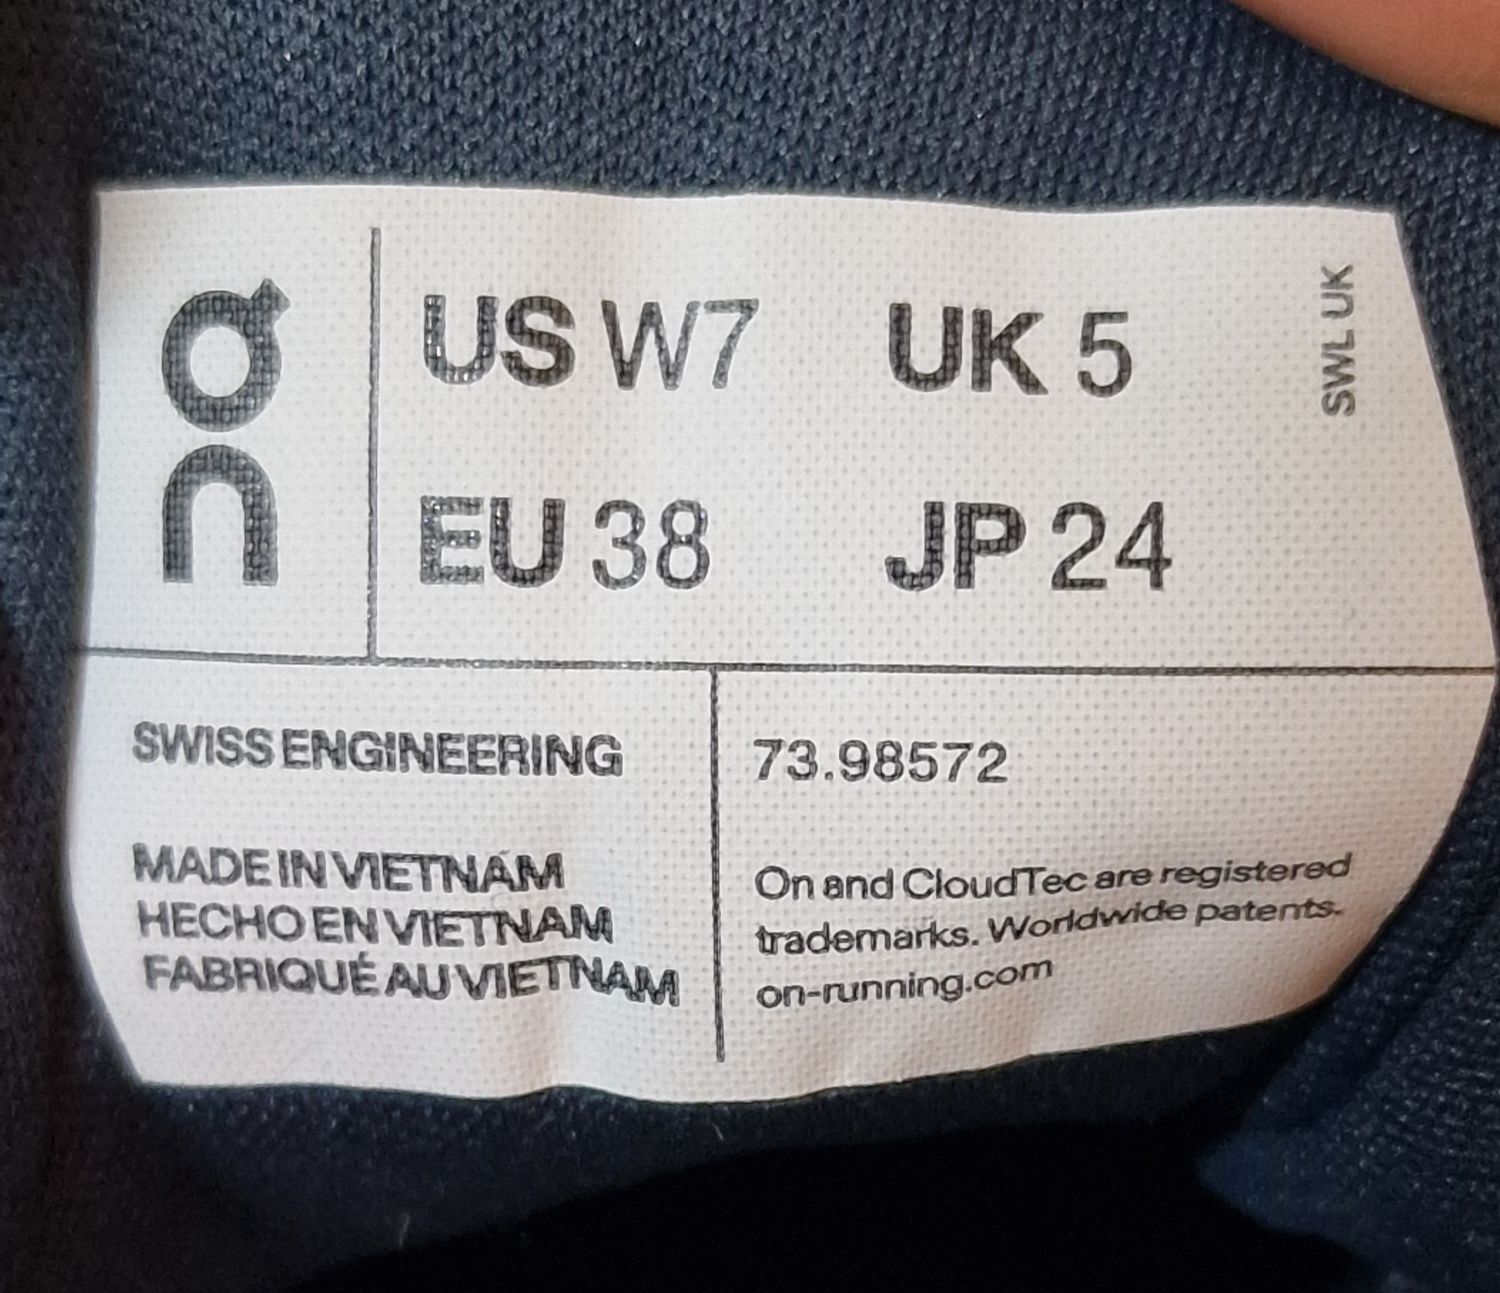 On
US W7 UK 5
EU 38 JP 24
SWL UK
SWISS ENGINEERING
MADE IN VIETNAM
HECHO EN VIETNAM
FABRIQUÉ AU VIETNAM
73.98572
On and CloudTec are registered
trademarks. Worldwide patents.
on-running.com